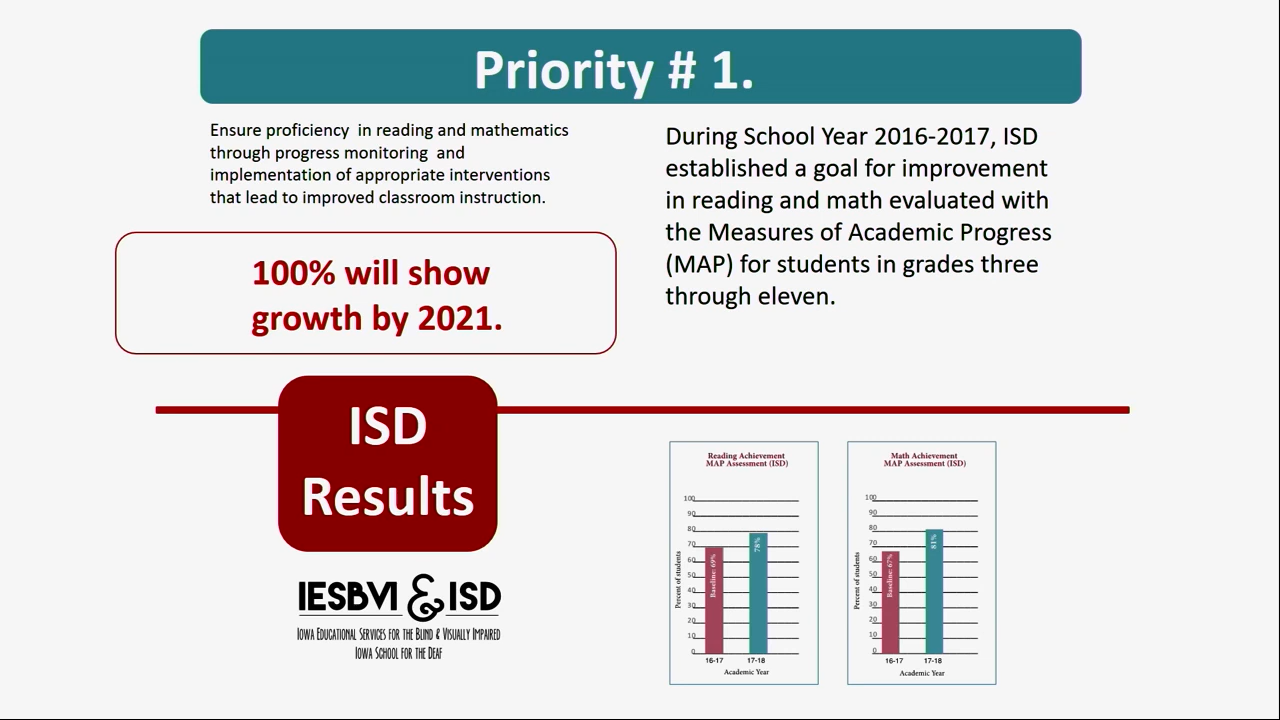 Priority # 1.
Ensure proficiency  in reading and mathematics
through progress monitoring  and
implementation of appropriate interventions
that lead to improved classroom instruction.
100% will show
growth by 2021.
During School Year 2016-2017, ISD
established a goal for improvement
in reading and math evaluated with
the Measures of Academic Progress
(MAP) for students in grades three
through eleven.
ISD
Results
IESBVI & ISD
Iowa Educational Services for the Blind & Visually Impaired
Iowa School for the Deaf
Reading Achievement
MAP Assessment (ISD)
100
90
80
70
60
50
40
30
20
10
0
Percent of students
Baseline: 69%
78%
16-17 17-18
Academic Year
Math Achievement
MAP Assessment (ISD)
100
90
80
70
60
50
40
30
20
10
0
Percent of students
Baseline: 67%
81%
16-17 17-18
Academic Year